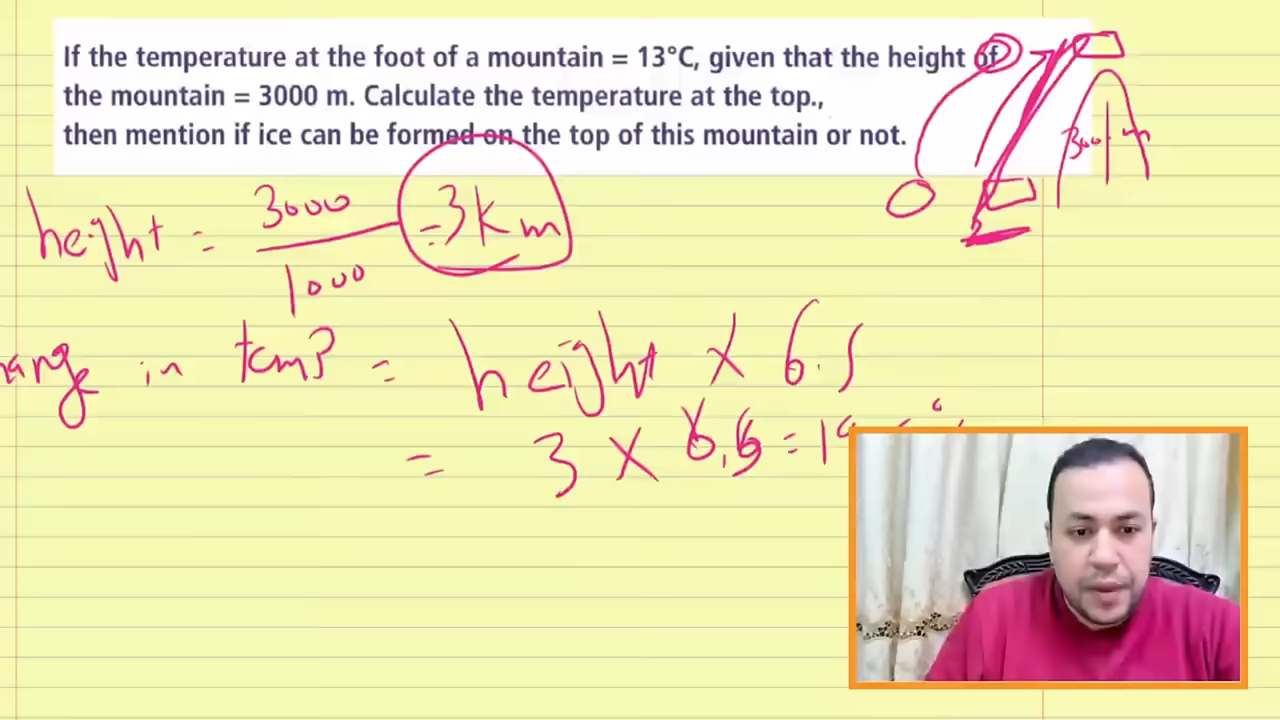 If the temperature at the foot of a mountain = 13°C, given that the height of
the mountain = 3000 m. Calculate the temperature at the top.,
then mention if ice can be formed on the top of this mountain or not.
height = 3000 / 1000 = 3 Km
in temp = height × 6.5
= 3 × 6.5 = 19